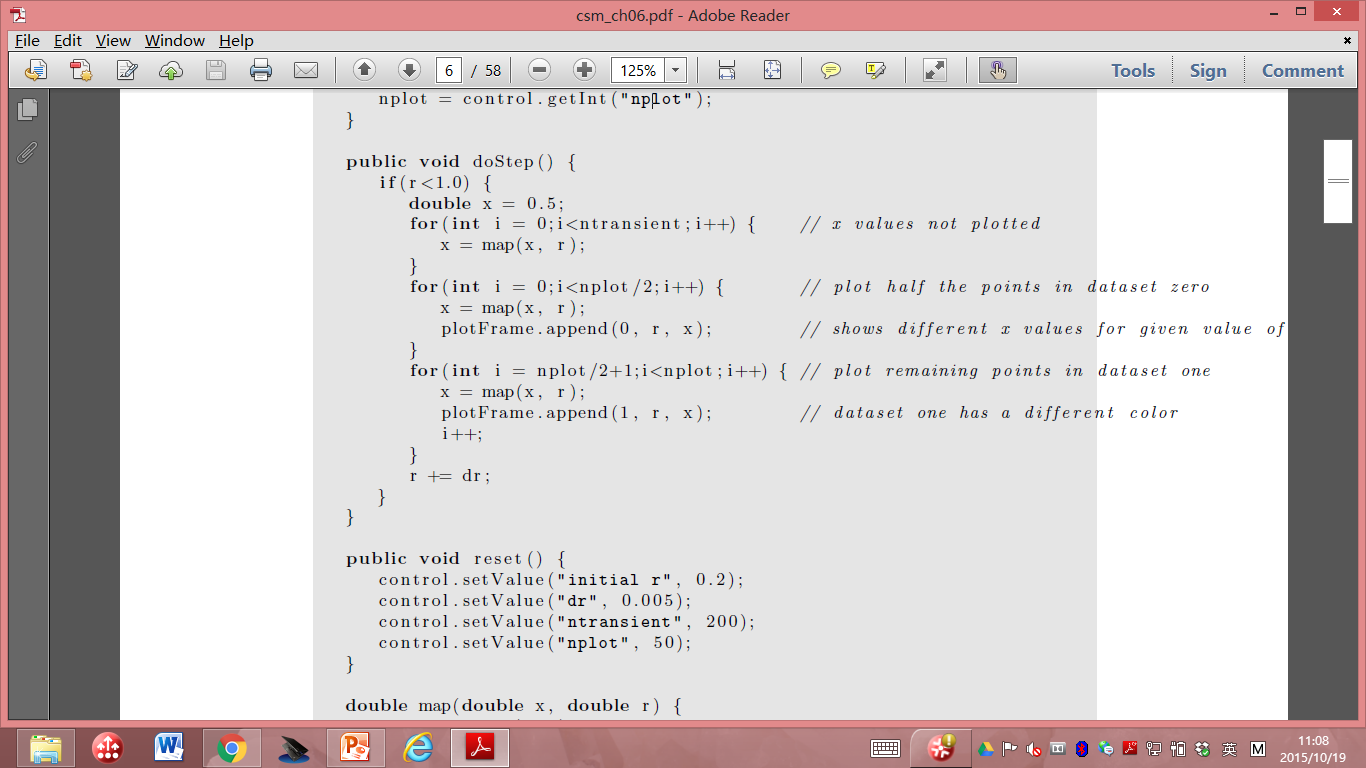 csm_ch06.pdf - Adobe Reader
File Edit View Window Help
6 / 58 125% Tools Sign Comment
nplot = control.getInt("nplot");
}
public void doStep() {
if(r<1.0) {
double x = 0.5;
for(int i = 0;i<ntransient;i++) { // x values not plotted
x = map(x, r);
}
for(int i = 0;i<nplot/2;i++) { // plot half the points in dataset zero
x = map(x, r);
plotFrame.append(0, r, x); // shows different x values for given value of
}
for(int i = nplot/2+1;i<nplot;i++) { // plot remaining points in dataset one
x = map(x, r);
plotFrame.append(1, r, x); // dataset one has a different color
i++;
}
r += dr;
}
}
public void reset() {
control.setValue("initial r", 0.2);
control.setValue("dr", 0.005);
control.setValue("ntransient", 200);
control.setValue("nplot", 50);
}
double map(double x, double r) {
英 M 11:08
2015/10/19